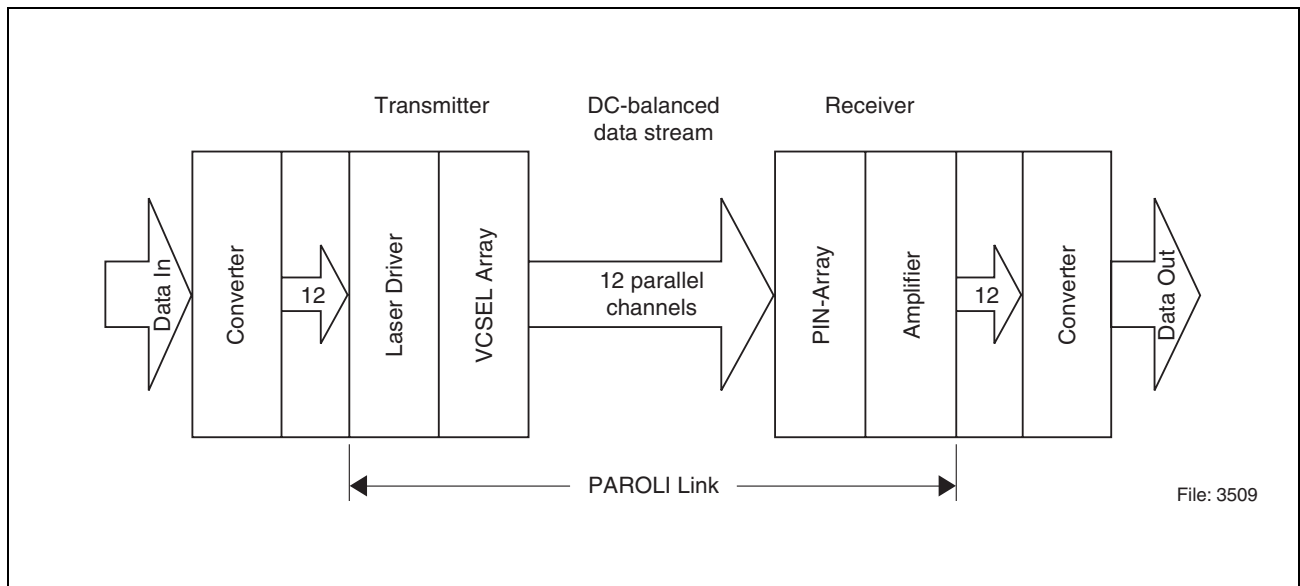 Transmitter
DC-balanced
data stream
Receiver
Data In
Converter
12
Laser Driver
VCSEL Array
12 parallel
channels
PIN-Array
Amplifier
12
Converter
Data Out
PAROLI Link
File: 3509